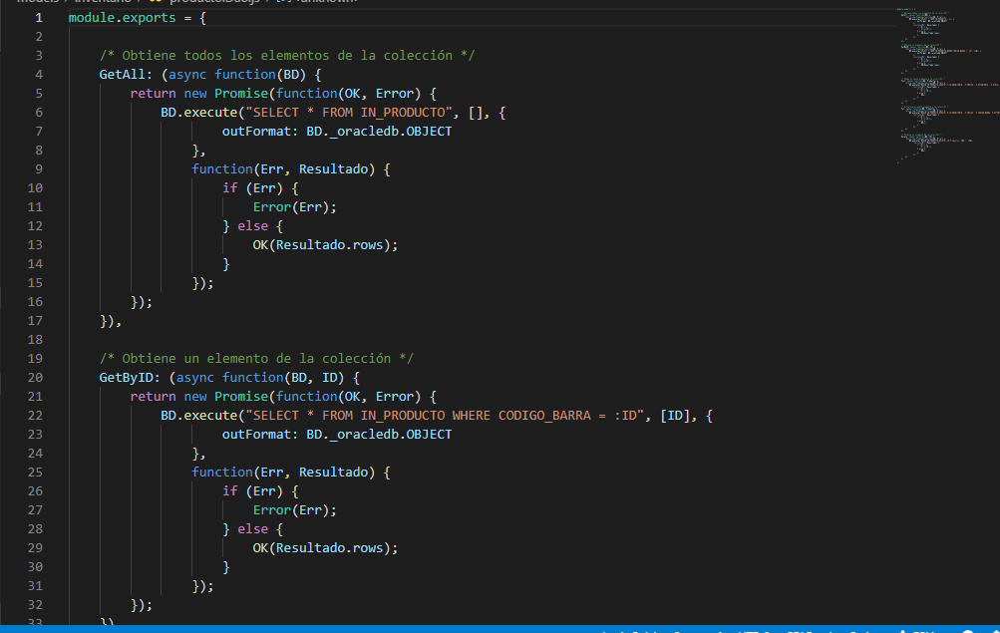 module.exports = {
/* Obtiene todos los elementos de la colección */
GetAll: (async function(BD) {
return new Promise(function(OK, Error) {
BD.execute("SELECT * FROM IN_PRODUCTO", [], {
outFormat: BD._oracledb.OBJECT
},
function(Err, Resultado) {
if (Err) {
Error(Err);
} else {
OK(Resultado.rows);
}
});
});
}),
/* Obtiene un elemento de la colección */
GetByID: (async function(BD, ID) {
return new Promise(function(OK, Error) {
BD.execute("SELECT * FROM IN_PRODUCTO WHERE CODIGO_BARRA = :ID", [ID], {
outFormat: BD._oracledb.OBJECT
},
function(Err, Resultado) {
if (Err) {
Error(Err);
} else {
OK(Resultado.rows);
}
});
});
})